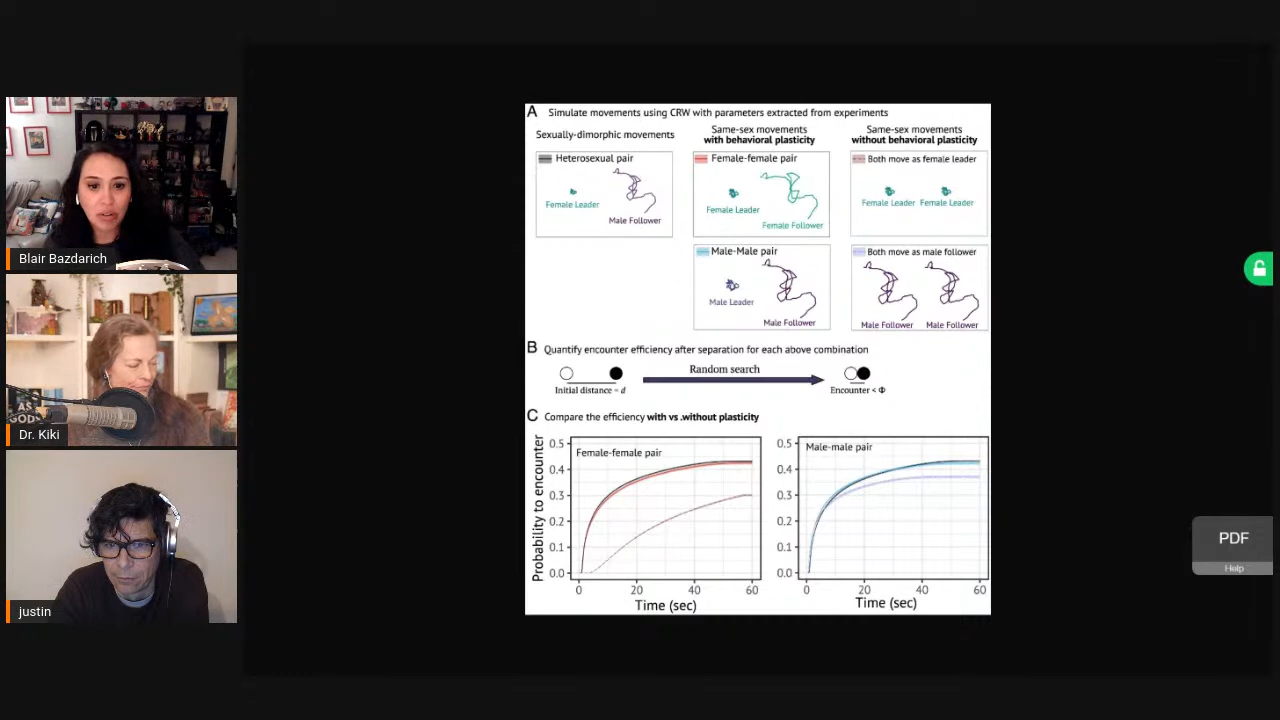 A Simulate movements using CRW with parameters extracted from experiments
Sexually-dimorphic movements
Same-sex movements
with behavioral plasticity
Same-sex movements
without behavioral plasticity
Heterosexual pair
Female Leader
Male Follower
Female-female pair
Female Leader
Female Follower
Both move as female leader
Female Leader Female Leader
Male-Male pair
Male Leader
Male Follower
Both move as male follower
Male Follower Male Follower
B Quantify encounter efficiency after separation for each above combination
Random search
Initial distance = d
Encounter < Φ
C Compare the efficiency with vs .without plasticity
Probability to encounter
0.5
0.4
0.3
0.2
0.1
0.0
Female-female pair
0 20 40 60
Time (sec)
0.5
0.4
0.3
0.2
0.1
0.0
Male-male pair
0 20 40 60
Time (sec)
Blair Bazdarich
AS
GOD
Dr. Kiki
justin
PDF
Help